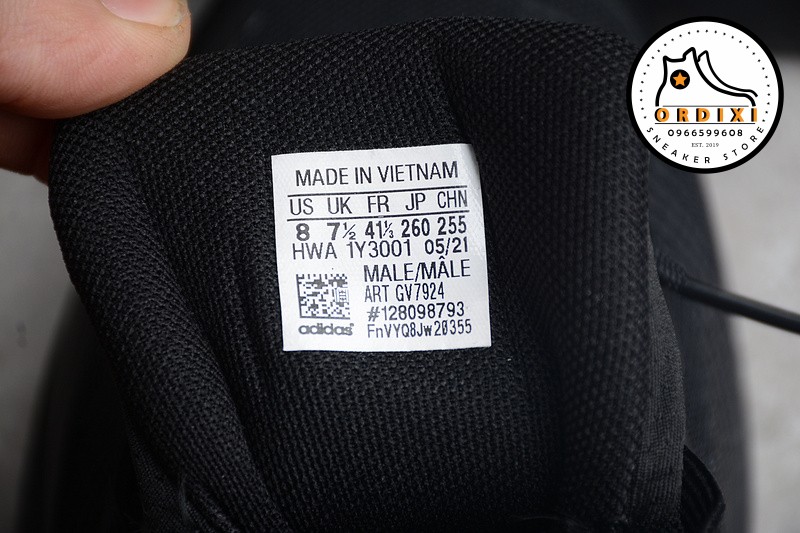 MADE IN VIETNAM
US UK FR JP CHN
8 7½ 41⅓ 260 255
HWA 1Y3001 05/21
MALE/MÂLE
ART GV7924
#128098793
FnVYQ8Jw20355
adidas
ORDIXI
0966599608
EST. 2019
SNEAKER STORE